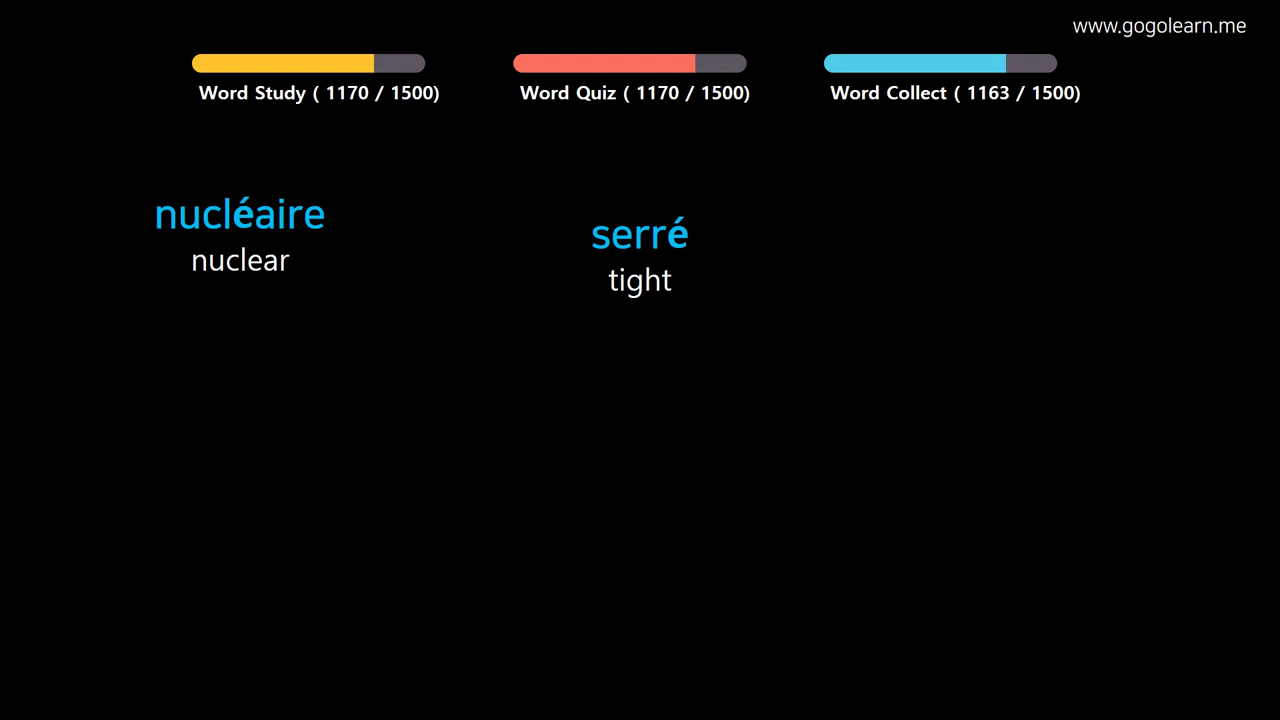 www.gogolearn.me
Word Study ( 1170 / 1500)
Word Quiz ( 1170 / 1500)
Word Collect ( 1163 / 1500)
nucléaire
nuclear
serré
tight